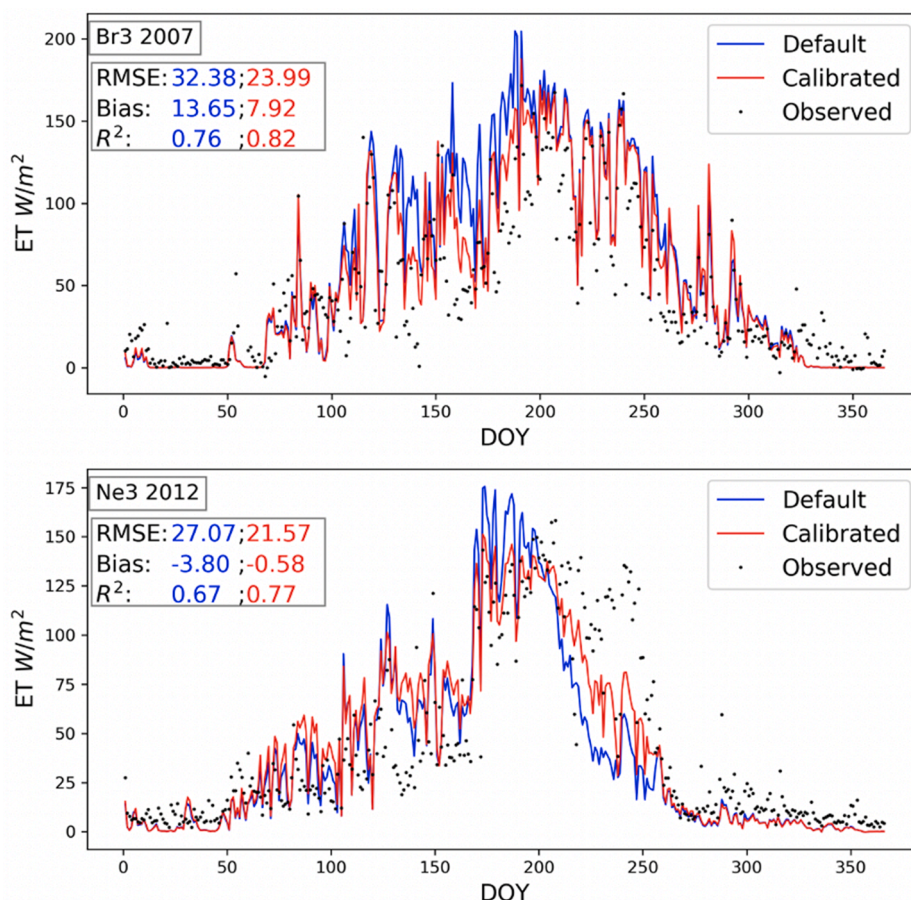 Br3 2007
RMSE: 32.38 ; 23.99
Bias: 13.65 ; 7.92
R²: 0.76 ; 0.82
Default
Calibrated
Observed
ET W/m²
200
150
100
50
0
0 50 100 150 200 250 300 350
DOY
Ne3 2012
RMSE: 27.07 ; 21.57
Bias: -3.80 ; -0.58
R²: 0.67 ; 0.77
Default
Calibrated
Observed
ET W/m²
175
150
125
100
75
50
25
0
0 50 100 150 200 250 300 350
DOY